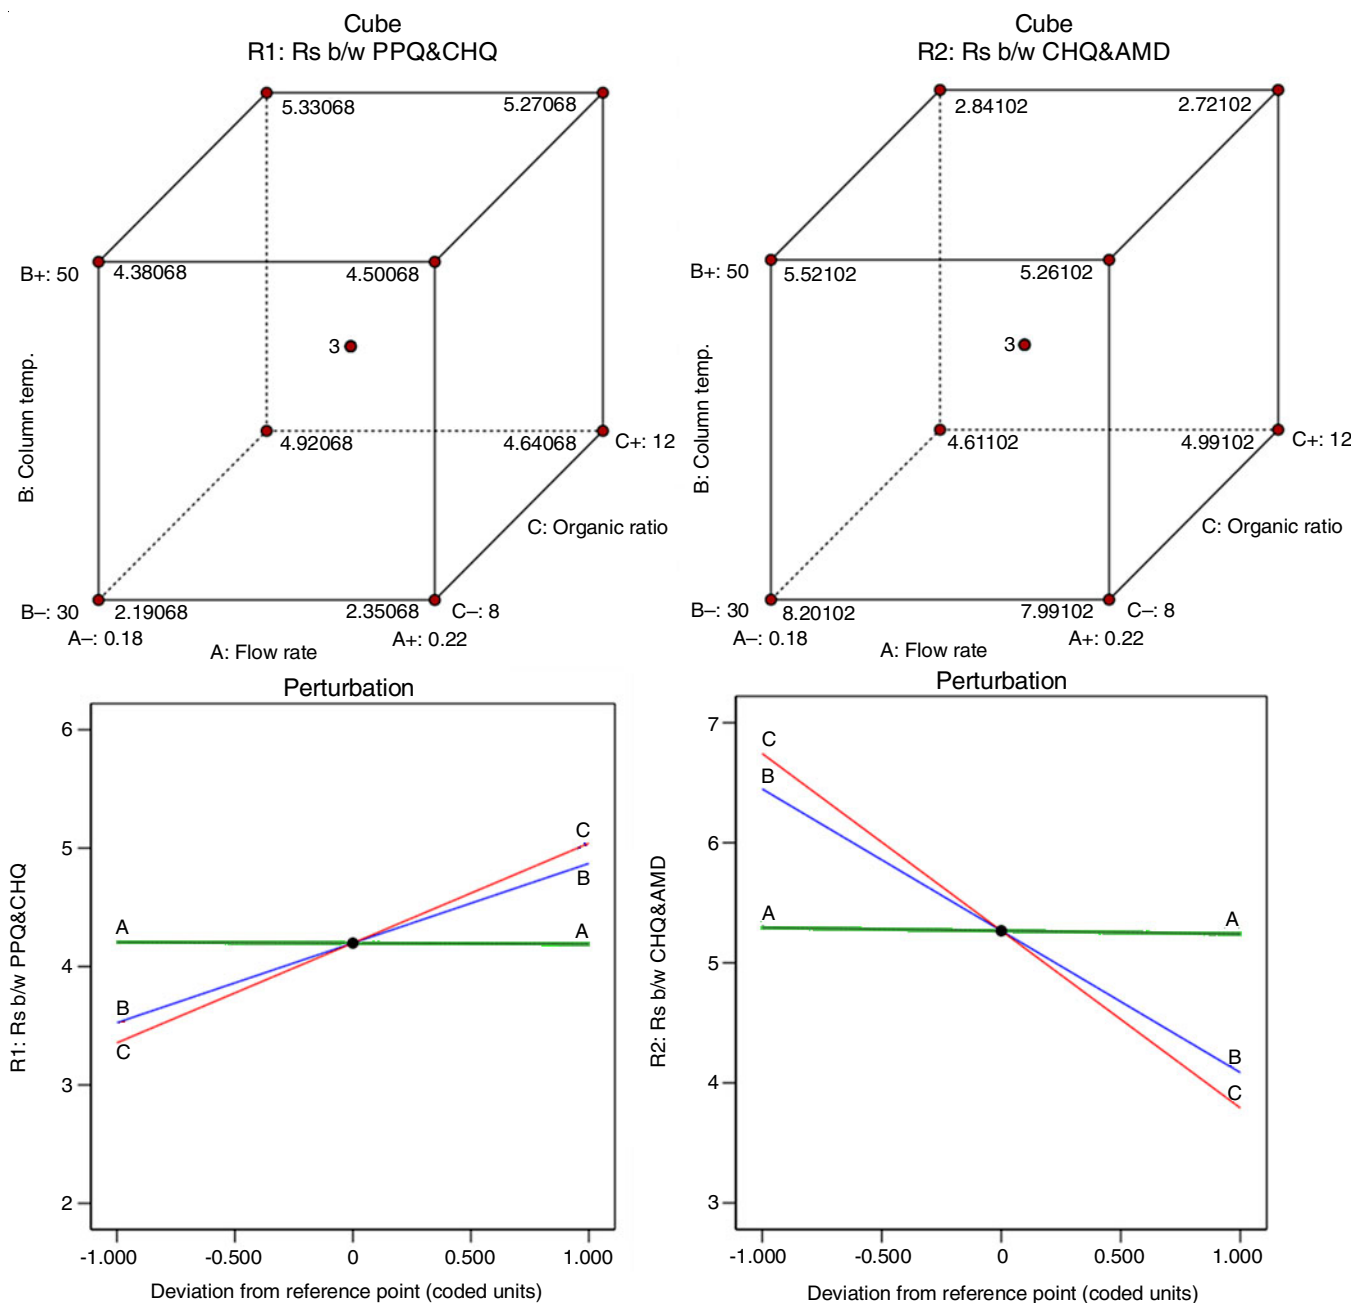 Cube
R1: Rs b/w PPQ&CHQ
5.33068
5.27068
B+: 50
4.38068
4.50068
3
B: Column temp.
4.92068
4.64068
C+: 12
C: Organic ratio
B–: 30
2.19068
2.35068
C–: 8
A–: 0.18
A+: 0.22
A: Flow rate
Cube
R2: Rs b/w CHQ&AMD
2.84102
2.72102
B+: 50
5.52102
5.26102
3
B: Column temp.
4.61102
4.99102
C+: 12
C: Organic ratio
B–: 30
8.20102
7.99102
C–: 8
A–: 0.18
A+: 0.22
A: Flow rate
Perturbation
R1: Rs b/w PPQ&CHQ
6
5
4
3
2
A
B
C
C
B
A
-1.000
-0.500
0
0.500
1.000
Deviation from reference point (coded units)
Perturbation
R2: Rs b/w CHQ&AMD
7
6
5
4
3
C
B
A
A
B
C
-1.000
-0.500
0
0.500
1.000
Deviation from reference point (coded units)